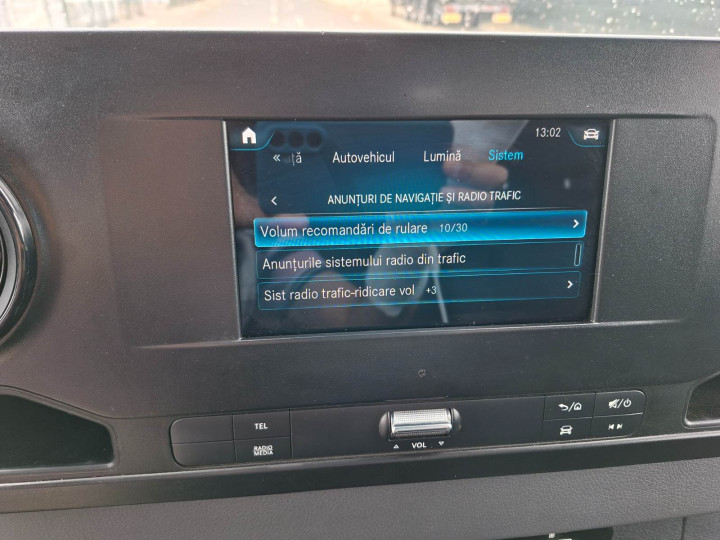 13:02
« ță Autovehicul Lumină Sistem
ANUNȚURI DE NAVIGAȚIE ȘI RADIO TRAFIC
Volum recomandări de rulare 10/30
Anunțurile sistemului radio din trafic
Sist radio trafic-ridicare vol +3
TEL
RADIO
MEDIA
VOL